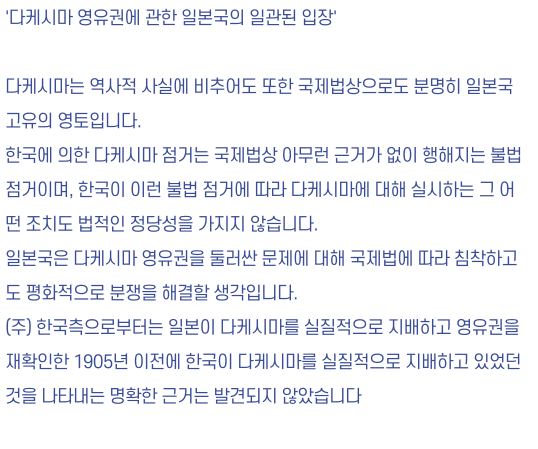 '다케시마 영유권에 관한 일본국의 일관된 입장'
다케시마는 역사적 사실에 비추어도 또한 국제법상으로도 분명히 일본국
고유의 영토입니다.
한국에 의한 다케시마 점거는 국제법상 아무런 근거가 없이 행해지는 불법
점거이며, 한국이 이런 불법 점거에 따라 다케시마에 대해 실시하는 그 어
떤 조치도 법적인 정당성을 가지지 않습니다.
일본국은 다케시마 영유권을 둘러싼 문제에 대해 국제법에 따라 침착하고
도 평화적으로 분쟁을 해결할 생각입니다.
(주) 한국측으로부터는 일본이 다케시마를 실질적으로 지배하고 영유권을
재확인한 1905년 이전에 한국이 다케시마를 실질적으로 지배하고 있었던
것을 나타내는 명확한 근거는 발견되지 않았습니다